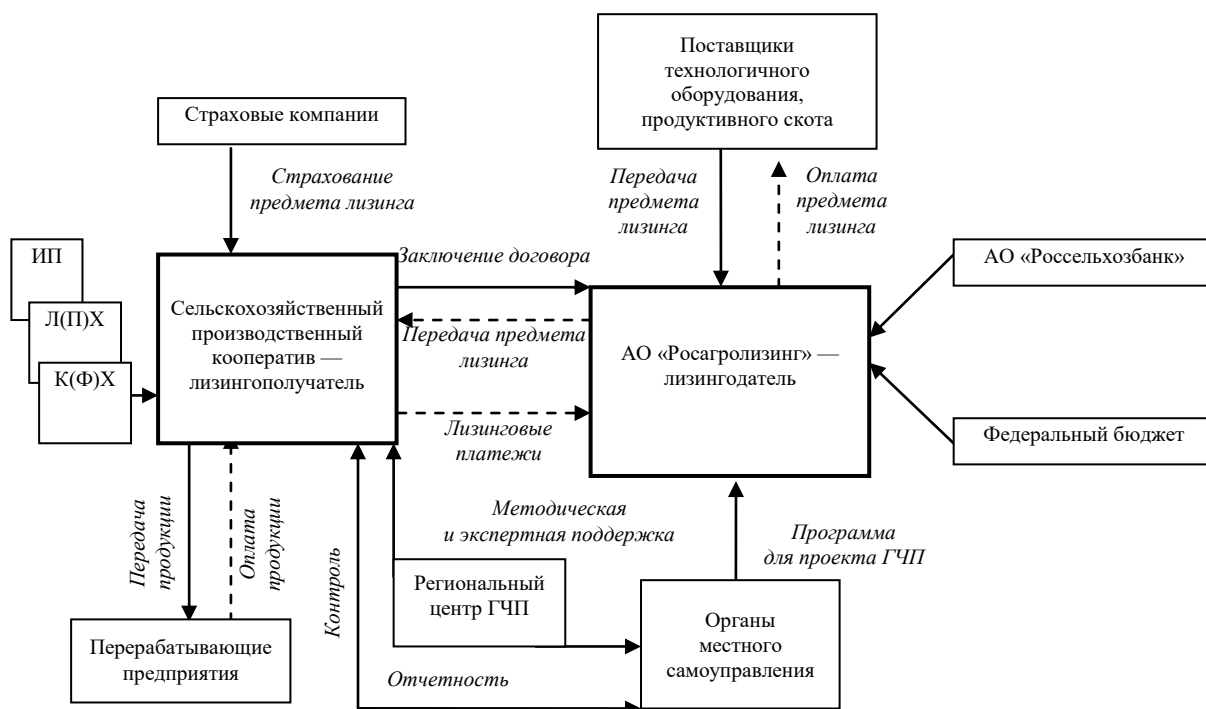 Поставщики
технологичного
оборудования,
продуктивного скота
Страховые компании
Страхование
предмета лизинга
Передача
предмета
лизинга
Оплата
предмета
лизинга
ИП
Л(П)Х
К(Ф)Х
Сельскохозяйственный
производственный
кооператив —
лизингополучатель
Заключение договора
Передача предмета
лизинга
Лизинговые
платежи
АО «Росагролизинг» —
лизингодатель
АО «Россельхозбанк»
Федеральный бюджет
Передача
продукции
Оплата
продукции
Контроль
Методическая
и экспертная поддержка
Программа
для проекта ГЧП
Региональный
центр ГЧП
Органы
местного
самоуправления
Перерабатывающие
предприятия
Отчетность